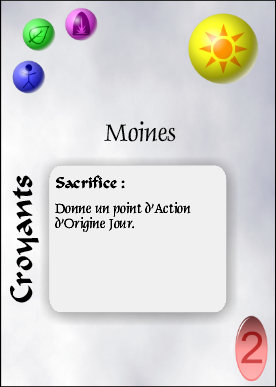 Moines
Croyants
Sacrifice :
Donne un point d'Action
d'Origine Jour.
2